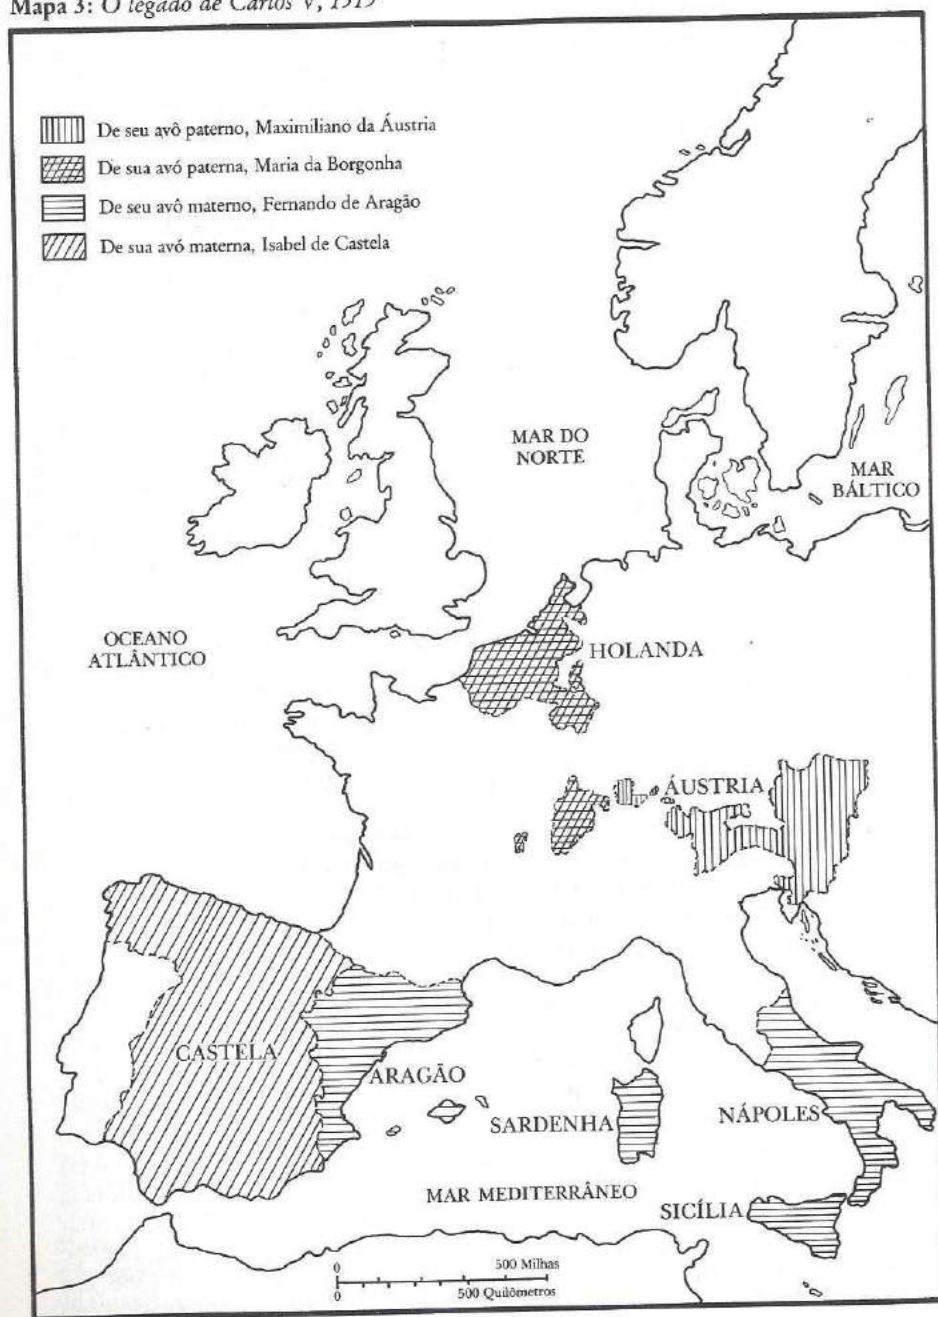 Mapa 3: O legado de Carlos V, 1519
De seu avô paterno, Maximiliano da Áustria
De sua avó paterna, Maria da Borgonha
De seu avô materno, Fernando de Aragão
De sua avó materna, Isabel de Castela
MAR DO
NORTE
MAR
BÁLTICO
OCEANO
ATLÂNTICO
HOLANDA
ÁUSTRIA
CASTELA
ARAGÃO
SARDENHA
NÁPOLES
MAR MEDITERRÂNEO
SICÍLIA
0 500 Milhas
0 500 Quilômetros